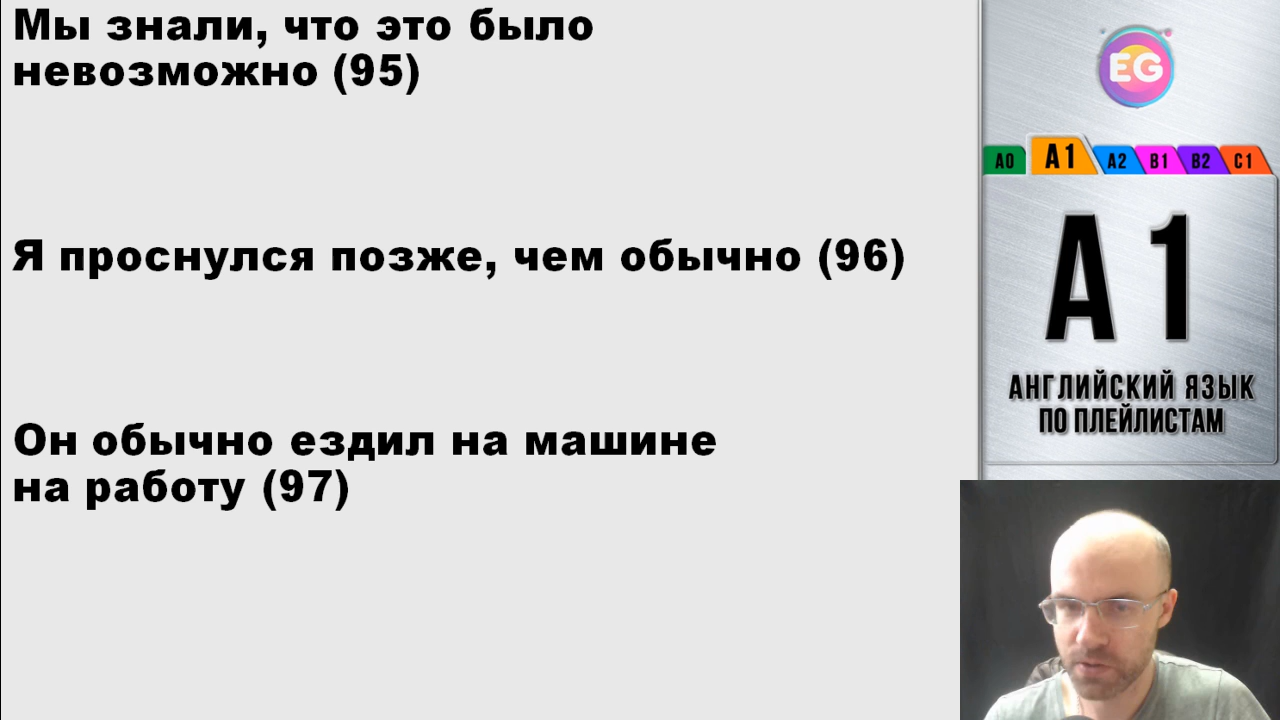 Мы знали, что это было
невозможно (95)
Я проснулся позже, чем обычно (96)
Он обычно ездил на машине
на работу (97)
EG
A0 A1 A2 B1 B2 C1
A1
АНГЛИЙСКИЙ ЯЗЫК
ПО ПЛЕЙЛИСТАМ